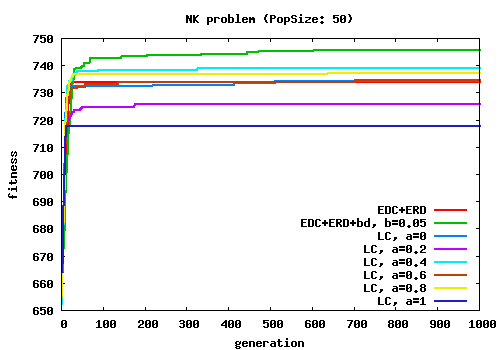 NK problem (PopSize: 50)
750
740
730
720
710
700
690
680
670
660
650
fitness
EDC+ERD
EDC+ERD+bd, b=0.05
LC, a=0
LC, a=0.2
LC, a=0.4
LC, a=0.6
LC, a=0.8
LC, a=1
0 100 200 300 400 500 600 700 800 900 1000
generation